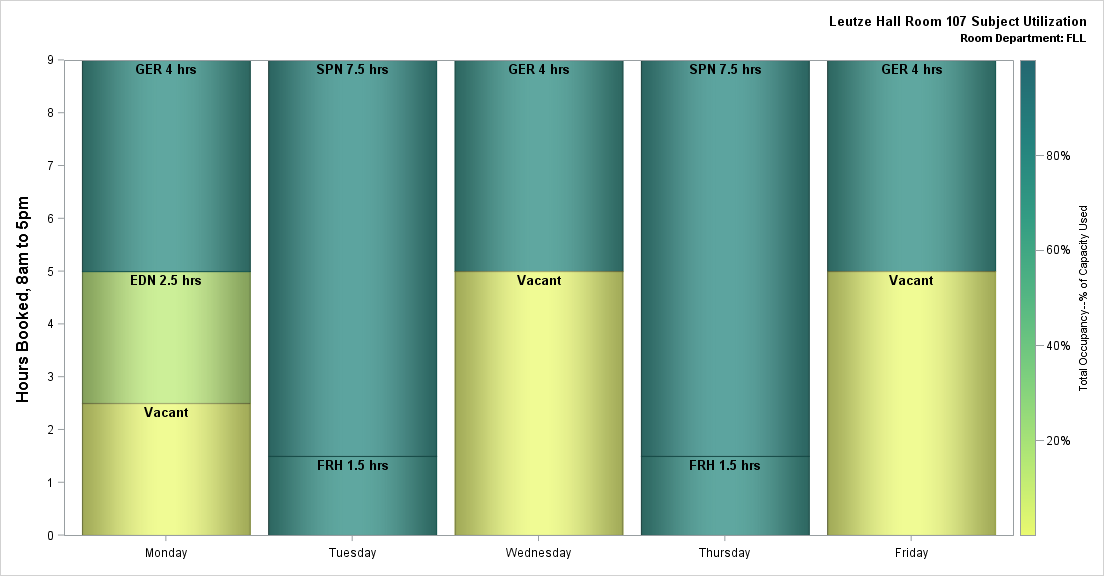 Leutze Hall Room 107 Subject Utilization
Room Department: FLL
Hours Booked, 8am to 5pm
9
8
7
6
5
4
3
2
1
0
GER 4 hrs
EDN 2.5 hrs
Vacant
SPN 7.5 hrs
FRH 1.5 hrs
GER 4 hrs
Vacant
SPN 7.5 hrs
FRH 1.5 hrs
GER 4 hrs
Vacant
Monday
Tuesday
Wednesday
Thursday
Friday
80%
60%
40%
20%
Total Occupancy--% of Capacity Used